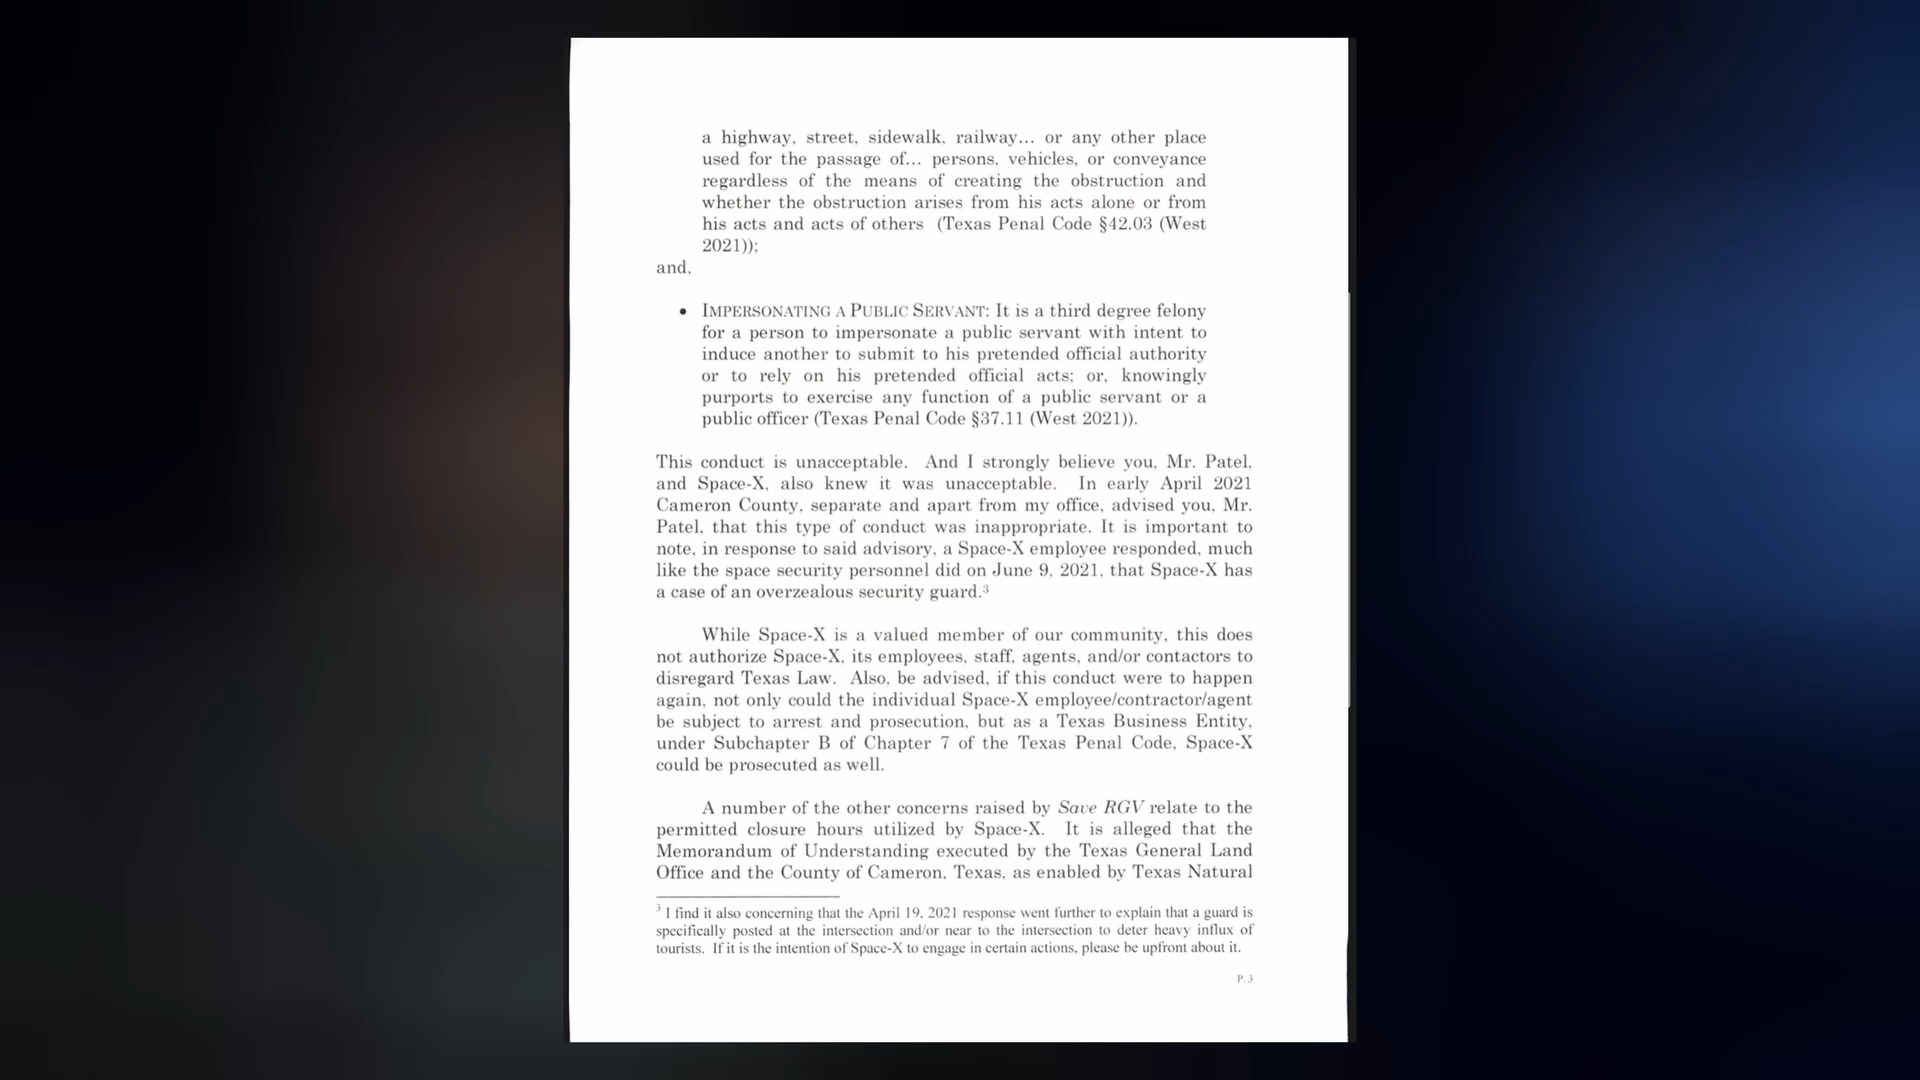 a highway, street, sidewalk, railway... or any other place
used for the passage of... persons, vehicles, or conveyance
regardless of the means of creating the obstruction and
whether the obstruction arises from his acts alone or from
his acts and acts of others (Texas Penal Code §42.03 (West
2021));
and,
• IMPERSONATING A PUBLIC SERVANT: It is a third degree felony
for a person to impersonate a public servant with intent to
induce another to submit to his pretended official authority
or to rely on his pretended official acts; or, knowingly
purports to exercise any function of a public servant or a
public officer (Texas Penal Code §37.11 (West 2021)).
This conduct is unacceptable. And I strongly believe you, Mr. Patel,
and Space-X, also knew it was unacceptable. In early April 2021
Cameron County, separate and apart from my office, advised you, Mr.
Patel, that this type of conduct was inappropriate. It is important to
note, in response to said advisory, a Space-X employee responded, much
like the space security personnel did on June 9, 2021, that Space-X has
a case of an overzealous security guard.3
While Space-X is a valued member of our community, this does
not authorize Space-X, its employees, staff, agents, and/or contactors to
disregard Texas Law. Also, be advised, if this conduct were to happen
again, not only could the individual Space-X employee/contractor/agent
be subject to arrest and prosecution, but as a Texas Business Entity,
under Subchapter B of Chapter 7 of the Texas Penal Code, Space-X
could be prosecuted as well.
A number of the other concerns raised by Save RGV relate to the
permitted closure hours utilized by Space-X. It is alleged that the
Memorandum of Understanding executed by the Texas General Land
Office and the County of Cameron, Texas, as enabled by Texas Natural
3 I find it also concerning that the April 19, 2021 response went further to explain that a guard is
specifically posted at the intersection and/or near to the intersection to deter heavy influx of
tourists. If it is the intention of Space-X to engage in certain actions, please be upfront about it.
P. 3